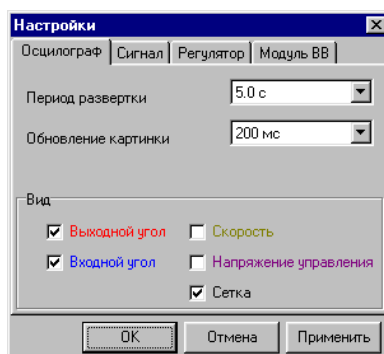 Настройки
Осцилограф Сигнал Регулятор Модуль ВВ
Период развертки 5.0 с
Обновление картинки 200 мс
Вид
Выходной угол Скорость
Входной угол Напряжение управления
Сетка
OK Отмена Применить